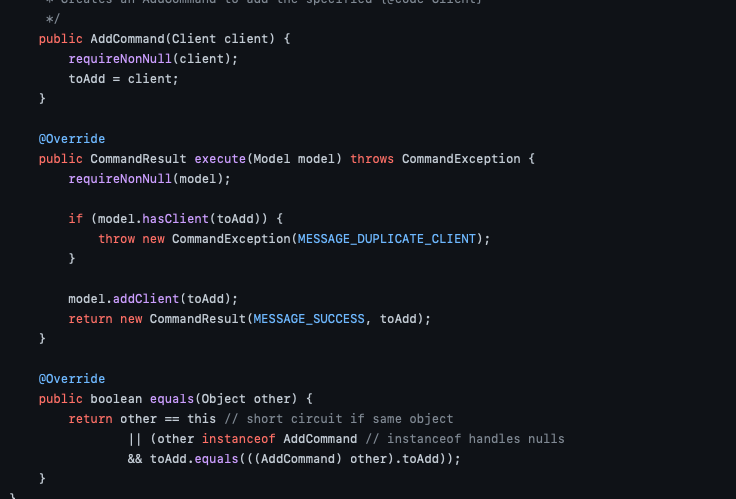 * Creates an AddCommand to add the specified {@code Client}
*/
public AddCommand(Client client) {
requireNonNull(client);
toAdd = client;
}
@Override
public CommandResult execute(Model model) throws CommandException {
requireNonNull(model);
if (model.hasClient(toAdd)) {
throw new CommandException(MESSAGE_DUPLICATE_CLIENT);
}
model.addClient(toAdd);
return new CommandResult(MESSAGE_SUCCESS, toAdd);
}
@Override
public boolean equals(Object other) {
return other == this // short circuit if same object
|| (other instanceof AddCommand // instanceof handles nulls
&& toAdd.equals(((AddCommand) other).toAdd));
}
}